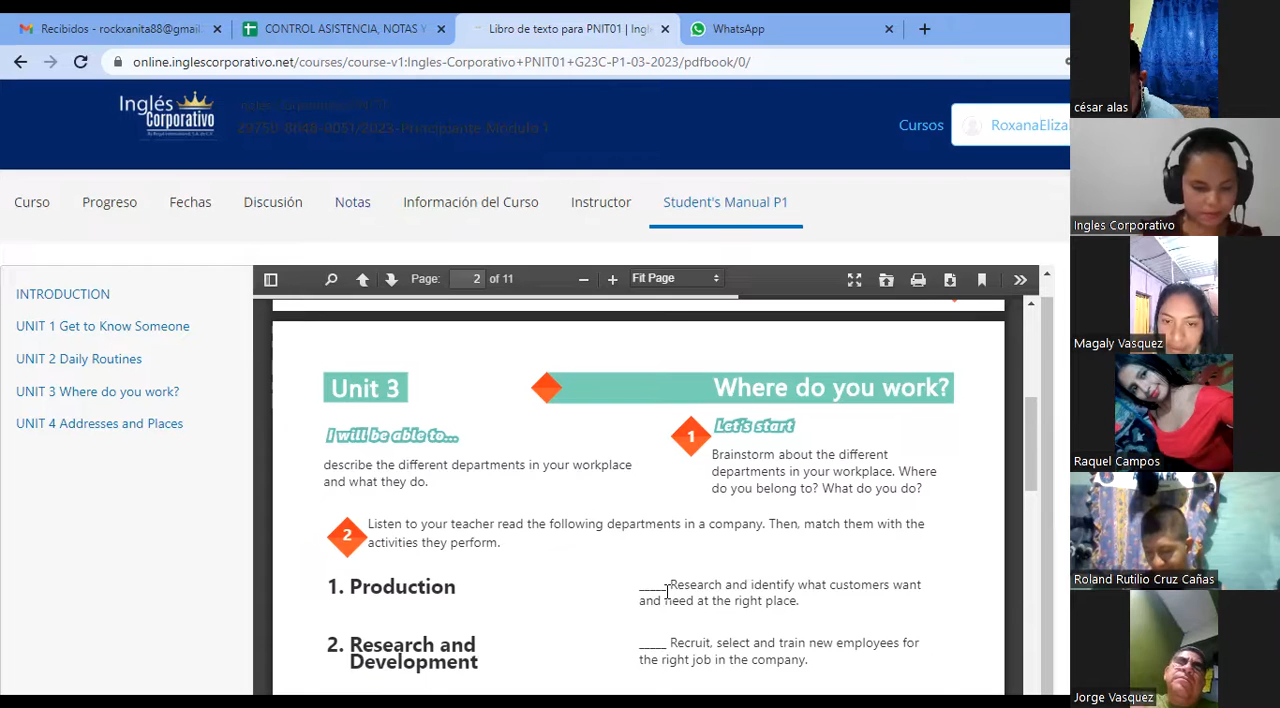 Recibidos - rockxanita88@gmail
CONTROL ASISTENCIA, NOTAS Y
Libro de texto para PNIT01 | Ingl
WhatsApp
online.inglescorporativo.net/courses/course-v1:Ingles-Corporativo+PNIT01+G23C-P1-03-2023/pdfbook/0/
Inglés
Corporativo
Cursos
RoxanaEliza
Curso
Progreso
Fechas
Discusión
Notas
Información del Curso
Instructor
Student's Manual P1
INTRODUCTION
UNIT 1 Get to Know Someone
UNIT 2 Daily Routines
UNIT 3 Where do you work?
UNIT 4 Addresses and Places
Page: 2 of 11
Fit Page
Unit 3
Where do you work?
I will be able to...
describe the different departments in your workplace
and what they do.
1
Let's start
Brainstorm about the different
departments in your workplace. Where
do you belong to? What do you do?
2
Listen to your teacher read the following departments in a company. Then, match them with the
activities they perform.
1. Production
_____ Research and identify what customers want
and need at the right place.
2. Research and
Development
_____ Recruit, select and train new employees for
the right job in the company.
césar alas
Ingles Corporativo
Magaly Vasquez
Raquel Campos
Roland Rutilio Cruz Cañas
Jorge Vasquez